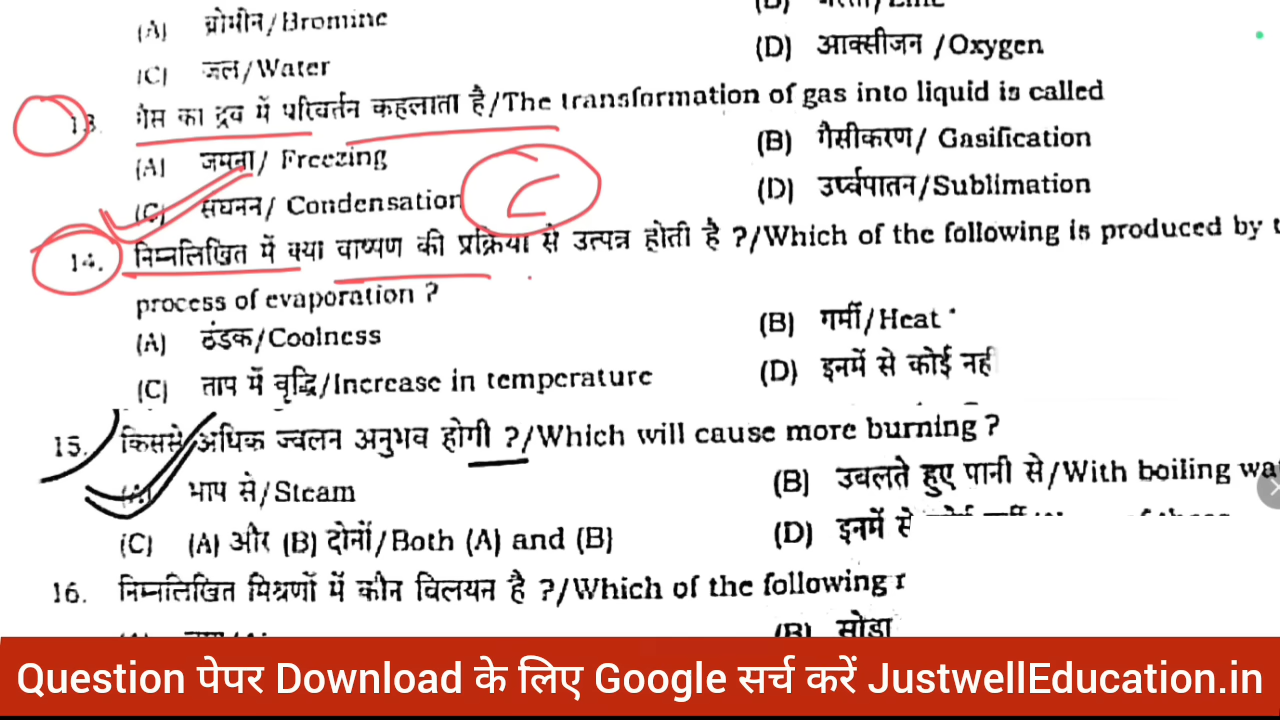 (A) ब्रोमीन/Bromine
(D) आक्सीजन /Oxygen
(C) जल/Water
13. गैस का द्रव में परिवर्तन कहलाता है/The transformation of gas into liquid is called
(A) जमना/ Freezing
(B) गैसीकरण/ Gasification
(C) संघनन/ Condensation
C
(D) उर्ध्वपातन/Sublimation
14. निम्नलिखित में क्या वाष्पण की प्रक्रिया से उत्पन्न होती है ?/Which of the following is produced by
process of evaporation ?
(A) ठंडक/Coolness
(B) गर्मी/Heat
(C) ताप में वृद्धि/Increase in temperature
(D) इनमें से कोई
15. किससे अधिक ज्वलन अनुभव होगी ?/Which will cause more burning ?
(A) भाप से/Steam
(B) उबलते हुए पानी से/With boiling
(C) (A) और (B) दोनों/Both (A) and (B)
(D) इनमें से
16. निम्नलिखित मिश्रणों में कौन विलयन है ?/Which of the following
(B) सोडा
Question पेपर Download के लिए Google सर्च करें JustwellEducation.in